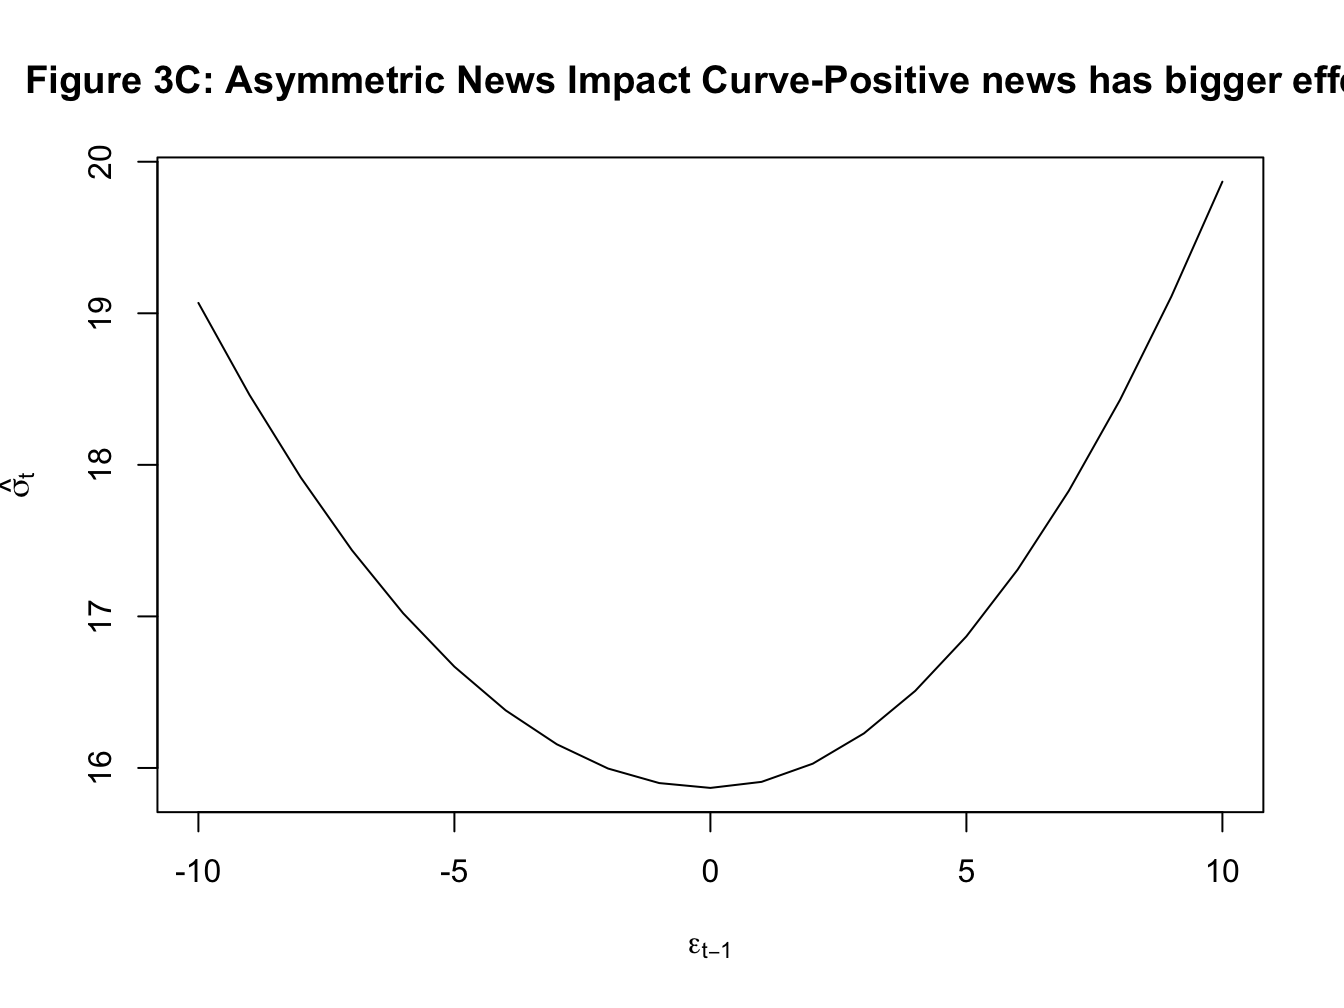 Figure 3C: Asymmetric News Impact Curve-Positive news has bigger
20
19
18
17
16
σ̂t
-10 -5 0 5 10
εt−1